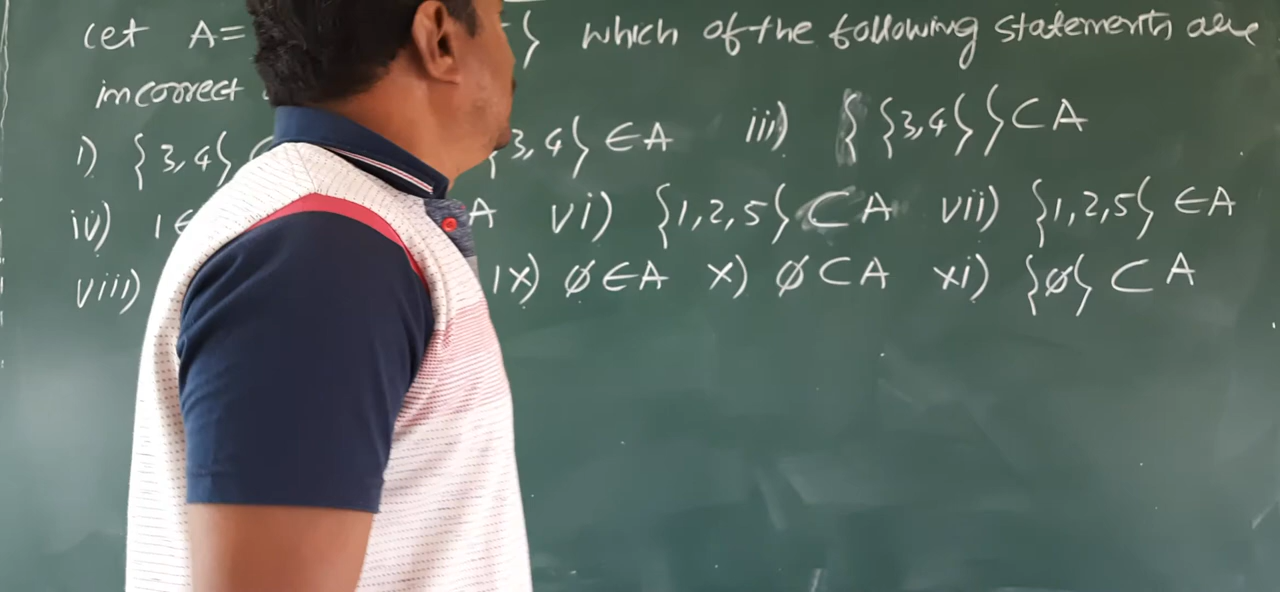 Let A= } which of the following statements are
incorrect
i) {3,4} 3,4} ∈A iii) {{3,4}}⊂A
iv) 1∈ A vi) {1,2,5}⊂A vii) {1,2,5}∈A
viii) ix) ∅∈A x) ∅⊂A xi) {∅}⊂A